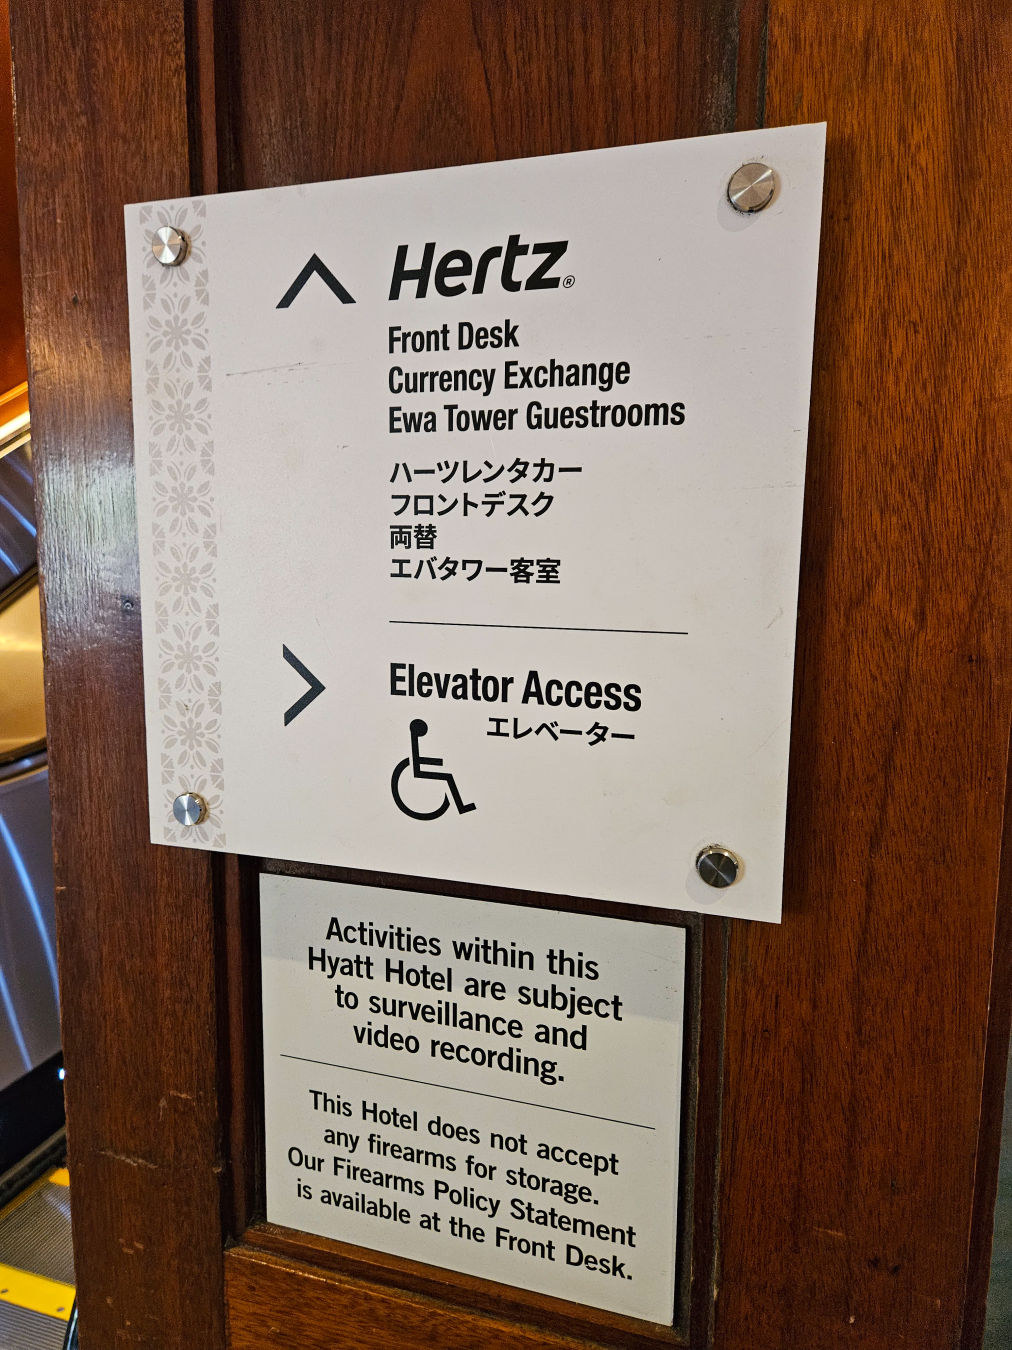 Hertz®
Front Desk
Currency Exchange
Ewa Tower Guestrooms
ハーツレンタカー
フロントデスク
両替
エバタワー客室
Elevator Access
エレベーター
Activities within this
Hyatt Hotel are subject
to surveillance and
video recording.
This Hotel does not accept
any firearms for storage.
Our Firearms Policy Statement
is available at the Front Desk.